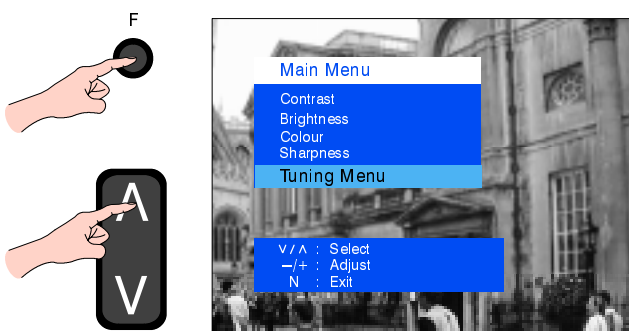 F
Main Menu
Contrast
Brightness
Colour
Sharpness
Tuning Menu
∨/∧ : Select
−/+ : Adjust
N : Exit
∧
∨